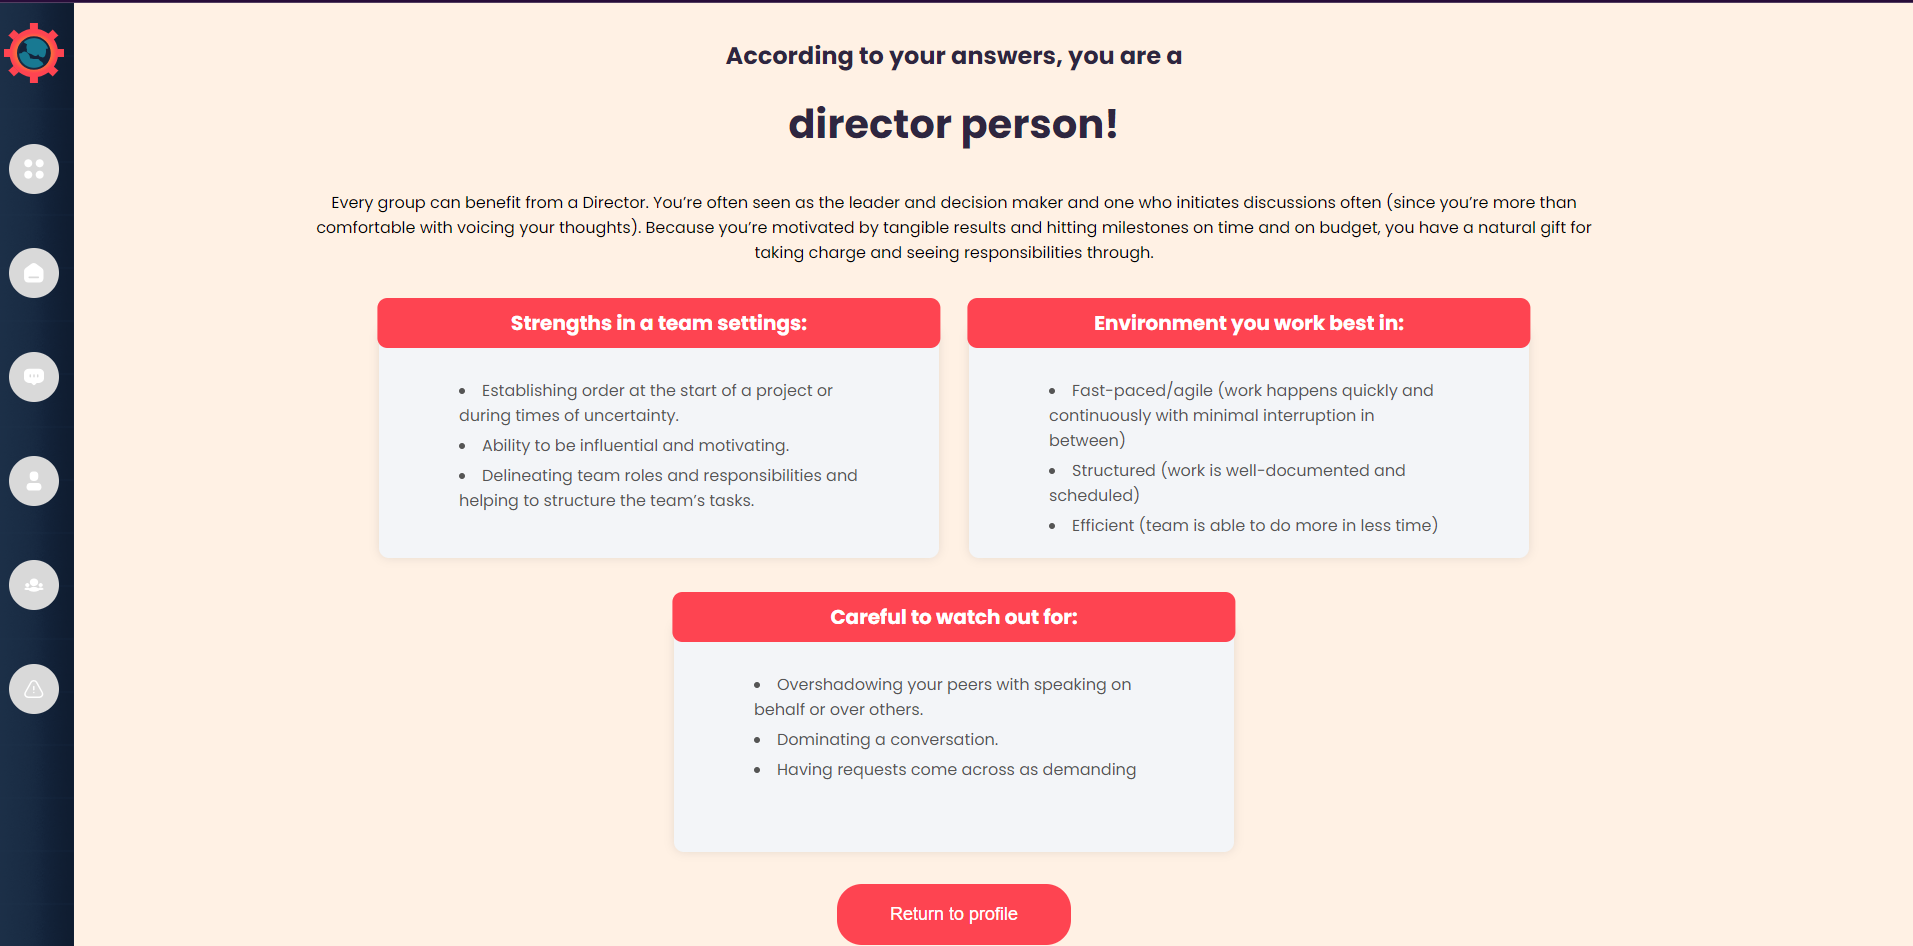 According to your answers, you are a
director person!
Every group can benefit from a Director. You’re often seen as the leader and decision maker and one who initiates discussions often (since you’re more than
comfortable with voicing your thoughts). Because you’re motivated by tangible results and hitting milestones on time and on budget, you have a natural gift for
taking charge and seeing responsibilities through.
Strengths in a team settings:
• Establishing order at the start of a project or
during times of uncertainty.
• Ability to be influential and motivating.
• Delineating team roles and responsibilities and
helping to structure the team’s tasks.
Environment you work best in:
• Fast-paced/agile (work happens quickly and
continuously with minimal interruption in
between)
• Structured (work is well-documented and
scheduled)
• Efficient (team is able to do more in less time)
Careful to watch out for:
• Overshadowing your peers with speaking on
behalf or over others.
• Dominating a conversation.
• Having requests come across as demanding
Return to profile